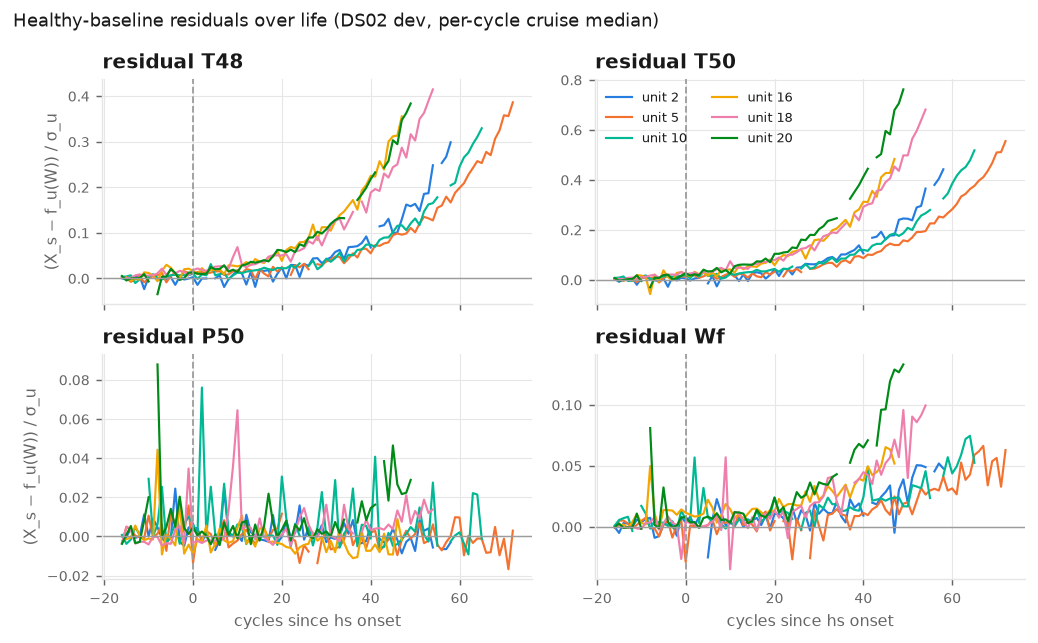 Healthy-baseline residuals over life (DS02 dev, per-cycle cruise median)
residual T48
(X_s − f_u(W)) / σ_u
0.4
0.3
0.2
0.1
0.0
residual T50
0.8
0.6
0.4
0.2
0.0
unit 2
unit 5
unit 10
unit 16
unit 18
unit 20
residual P50
(X_s − f_u(W)) / σ_u
0.08
0.06
0.04
0.02
0.00
−0.02
−20 0 20 40 60
cycles since hs onset
residual Wf
0.10
0.05
0.00
−20 0 20 40 60
cycles since hs onset